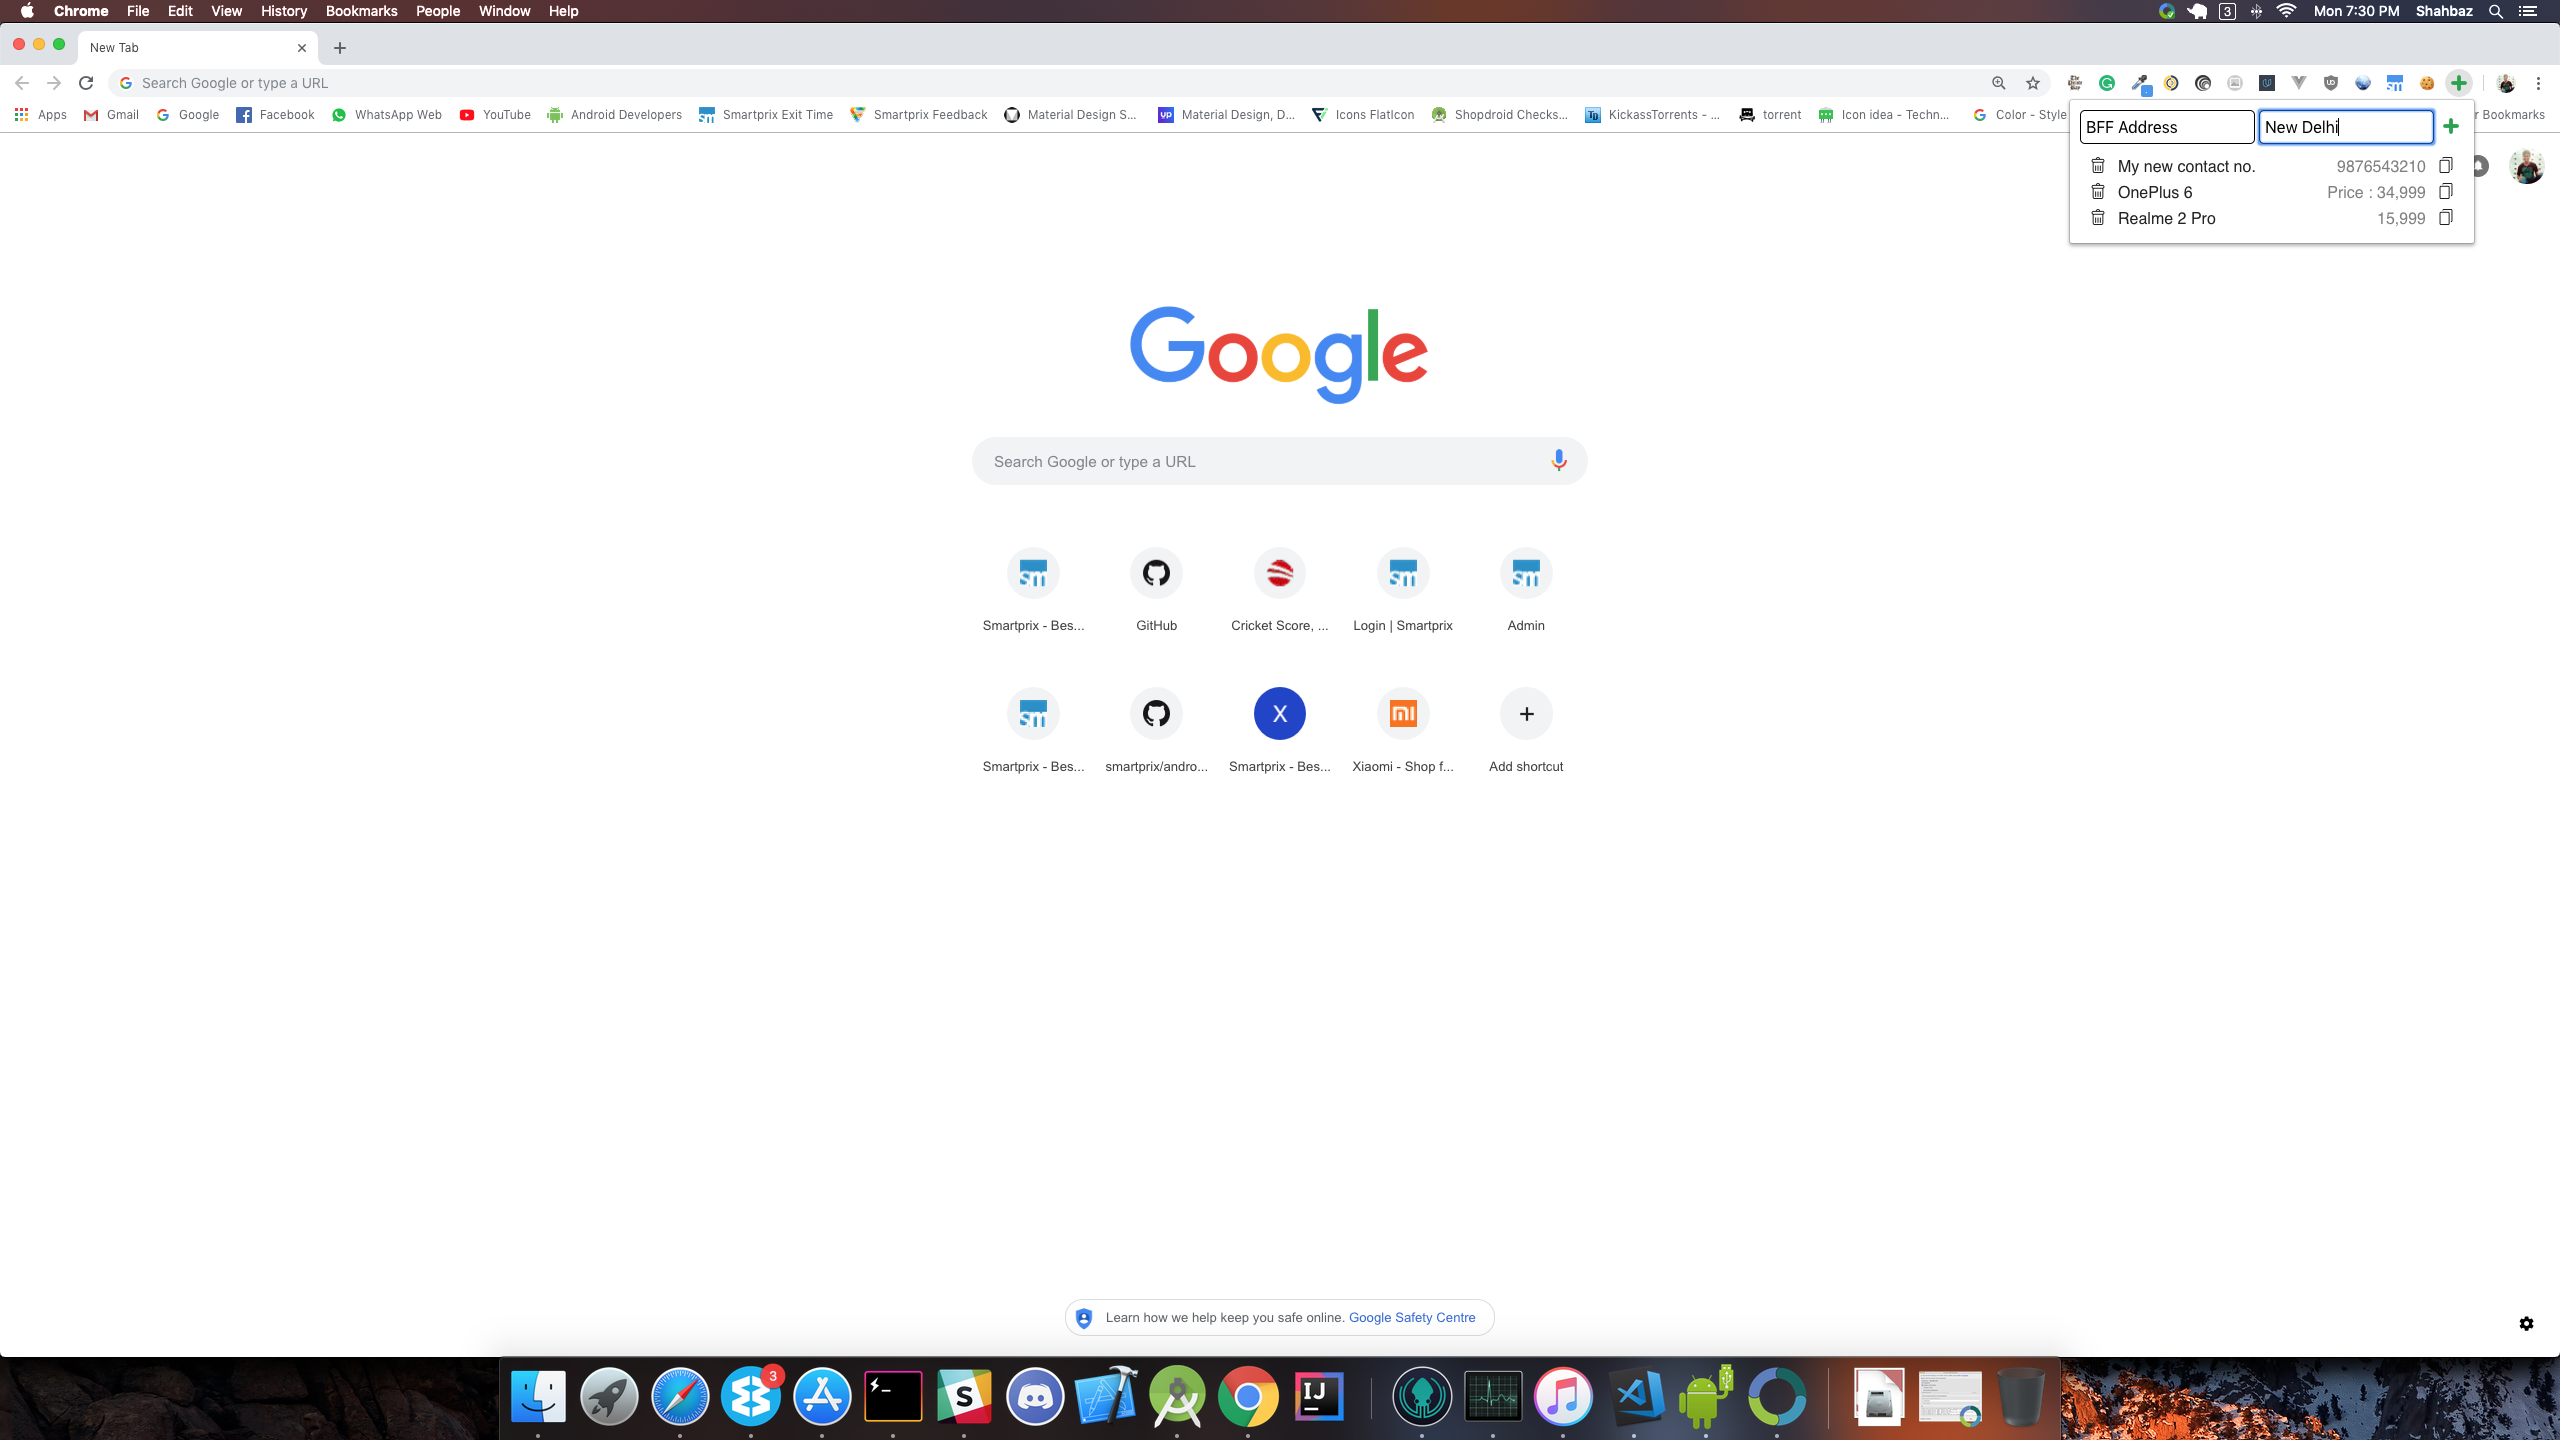 Chrome File Edit View History Bookmarks People Window Help
3 Mon 7:30 PM Shahbaz
New Tab
Search Google or type a URL
Apps Gmail Google Facebook WhatsApp Web YouTube Android Developers Smartprix Exit Time Smartprix Feedback Material Design S... Material Design, D... Icons FlatIcon Shopdroid Checks... KickassTorrents - ... torrent Icon idea - Techn... Color - Style r Bookmarks
BFF Address New Delhi
My new contact no. 9876543210
OnePlus 6 Price : 34,999
Realme 2 Pro 15,999
Google
Search Google or type a URL
Smartprix - Bes... GitHub Cricket Score, ... Login | Smartprix Admin
X
Smartprix - Bes... smartprix/andro... Smartprix - Bes... Xiaomi - Shop f... Add shortcut
Learn how we help keep you safe online. Google Safety Centre
3
S
IJ